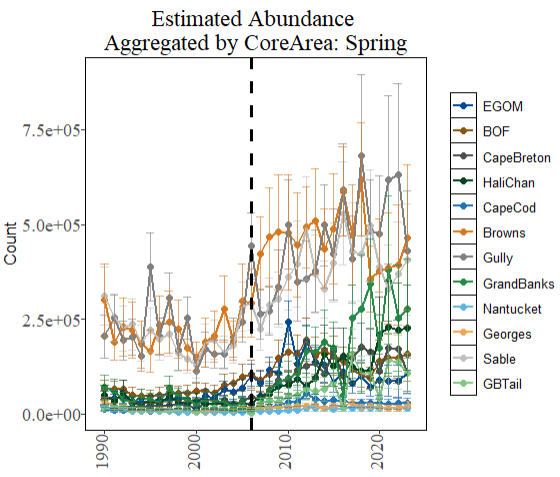 Estimated Abundance
Aggregated by CoreArea: Spring
7.5e+05
5.0e+05
2.5e+05
0.0e+00
Count
1990
2000
2010
2020
EGOM
BOF
CapeBreton
HaliChan
CapeCod
Browns
Gully
GrandBanks
Nantucket
Georges
Sable
GBTail